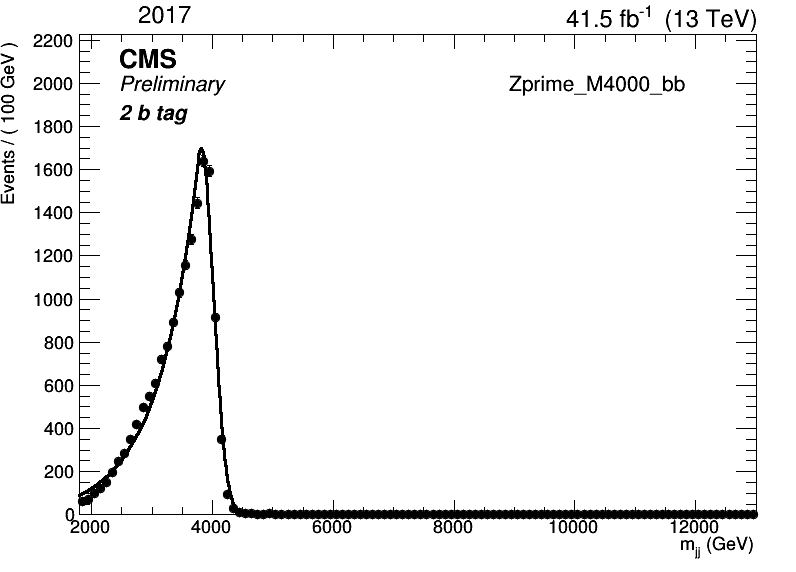 2017
41.5 fb-1 (13 TeV)
CMS
Preliminary
2 b tag
Zprime_M4000_bb
Events / ( 100 GeV )
2200
2000
1800
1600
1400
1200
1000
800
600
400
200
0
2000 4000 6000 8000 10000 12000
mjj (GeV)